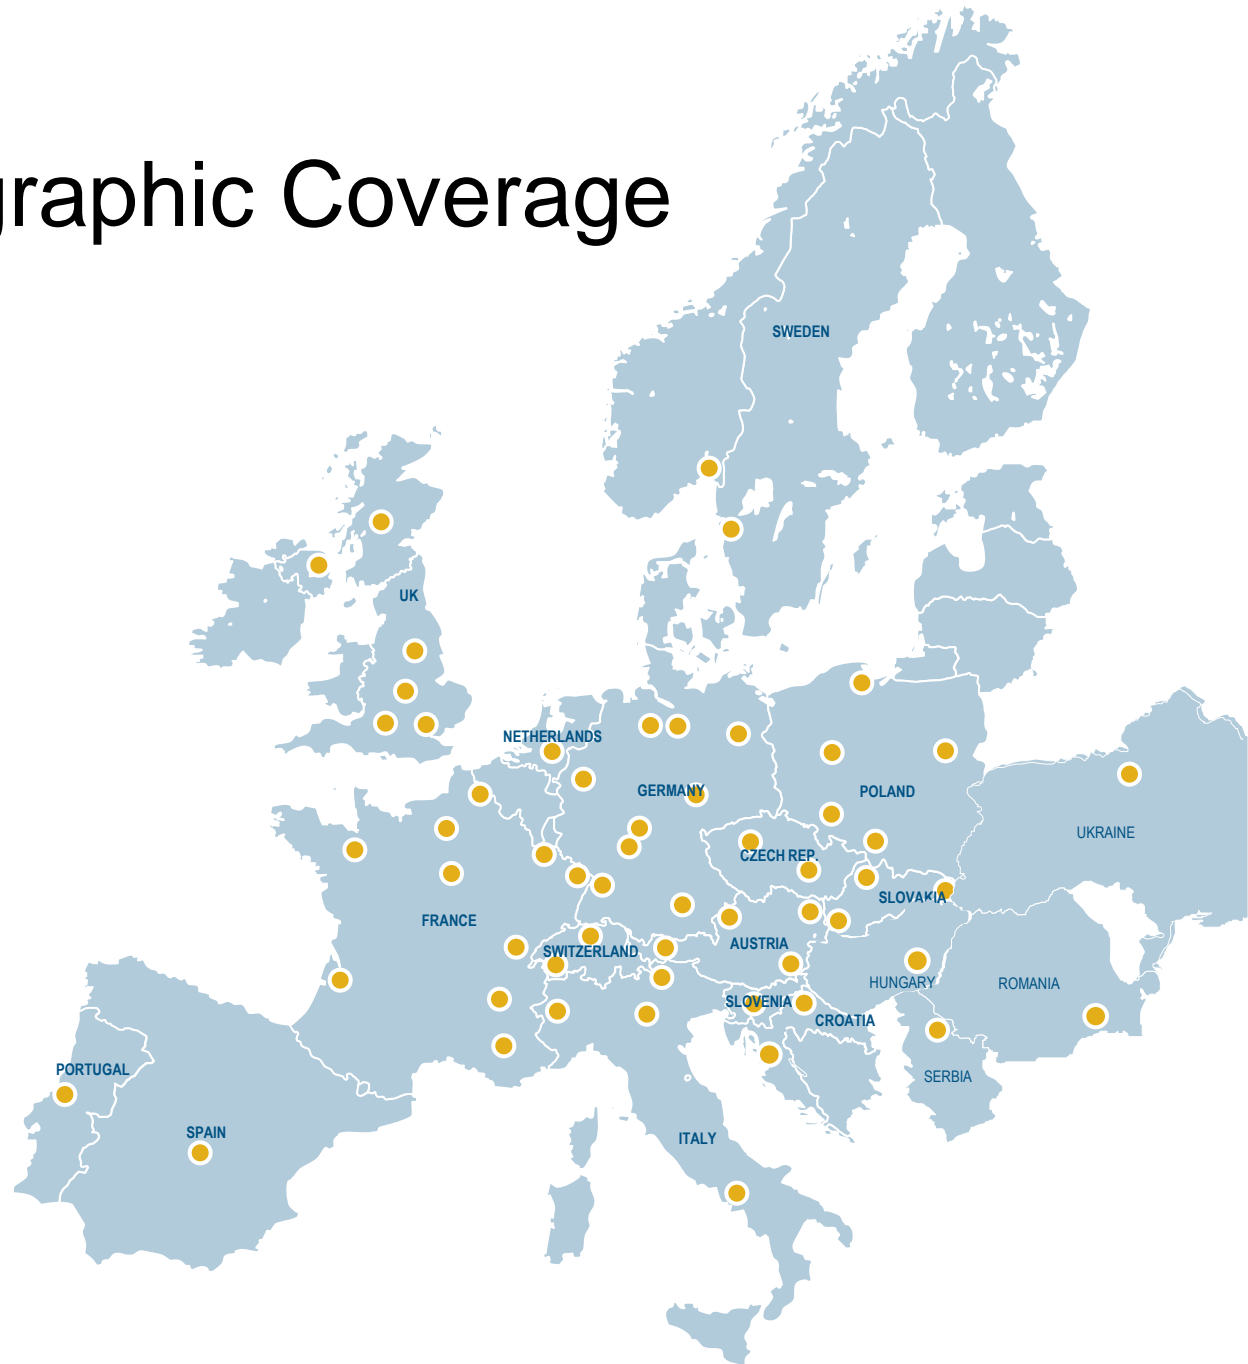 graphic Coverage
SWEDEN
UK
NETHERLANDS
GERMANY
POLAND
UKRAINE
CZECH REP.
SLOVAKIA
FRANCE
SWITZERLAND
AUSTRIA
HUNGARY
ROMANIA
SLOVENIA
CROATIA
PORTUGAL
SERBIA
SPAIN
ITALY